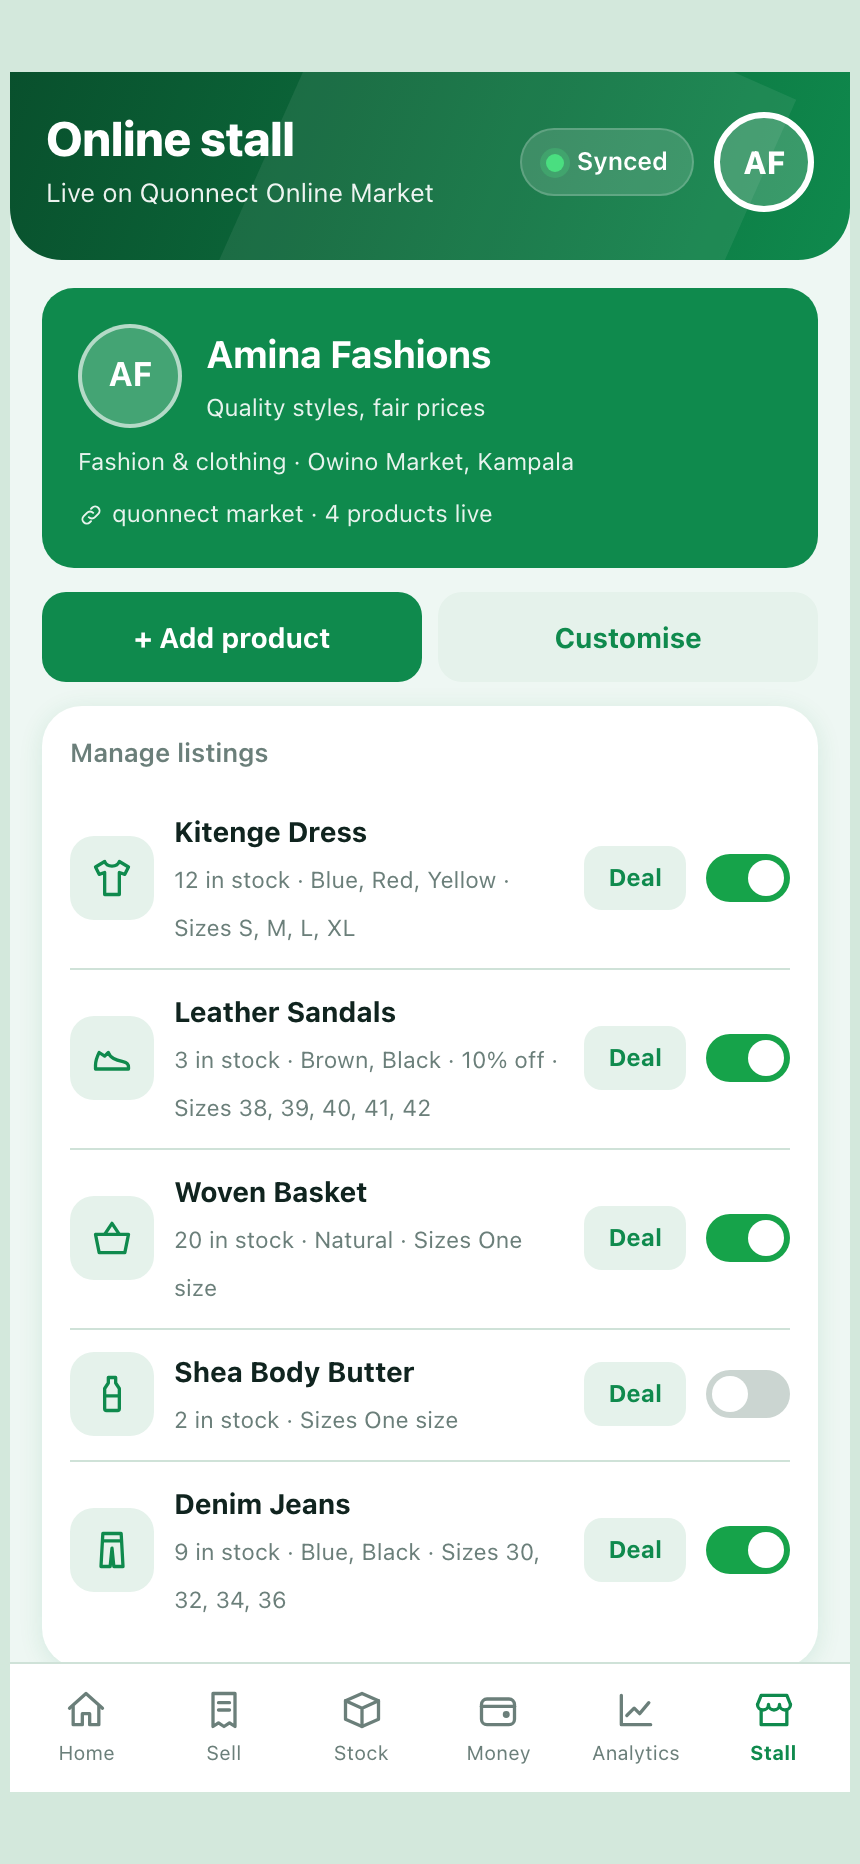 Online stall
Live on Quonnect Online Market
Synced
AF
AF
Amina Fashions
Quality styles, fair prices
Fashion & clothing · Owino Market, Kampala
quonnect market · 4 products live
+ Add product
Customise
Manage listings
Kitenge Dress
12 in stock · Blue, Red, Yellow ·
Sizes S, M, L, XL
Deal
Leather Sandals
3 in stock · Brown, Black · 10% off ·
Sizes 38, 39, 40, 41, 42
Deal
Woven Basket
20 in stock · Natural · Sizes One
size
Deal
Shea Body Butter
2 in stock · Sizes One size
Deal
Denim Jeans
9 in stock · Blue, Black · Sizes 30,
32, 34, 36
Deal
Home
Sell
Stock
Money
Analytics
Stall